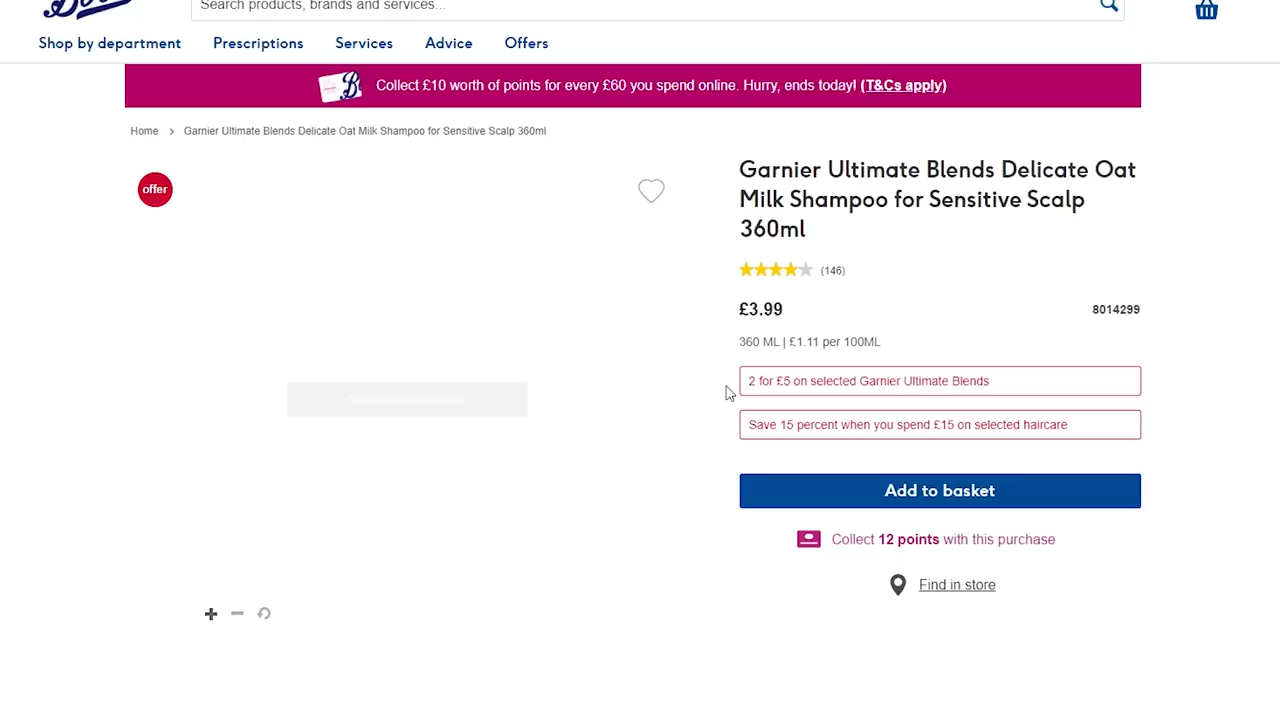 Search products, brands and services...
Shop by department Prescriptions Services Advice Offers
Collect £10 worth of points for every £60 you spend online. Hurry, ends today! (T&Cs apply)
Home > Garnier Ultimate Blends Delicate Oat Milk Shampoo for Sensitive Scalp 360ml
offer
Garnier Ultimate Blends Delicate Oat
Milk Shampoo for Sensitive Scalp
360ml
(146)
£3.99 8014299
360 ML | £1.11 per 100ML
2 for £5 on selected Garnier Ultimate Blends
Save 15 percent when you spend £15 on selected haircare
Add to basket
Collect 12 points with this purchase
Find in store